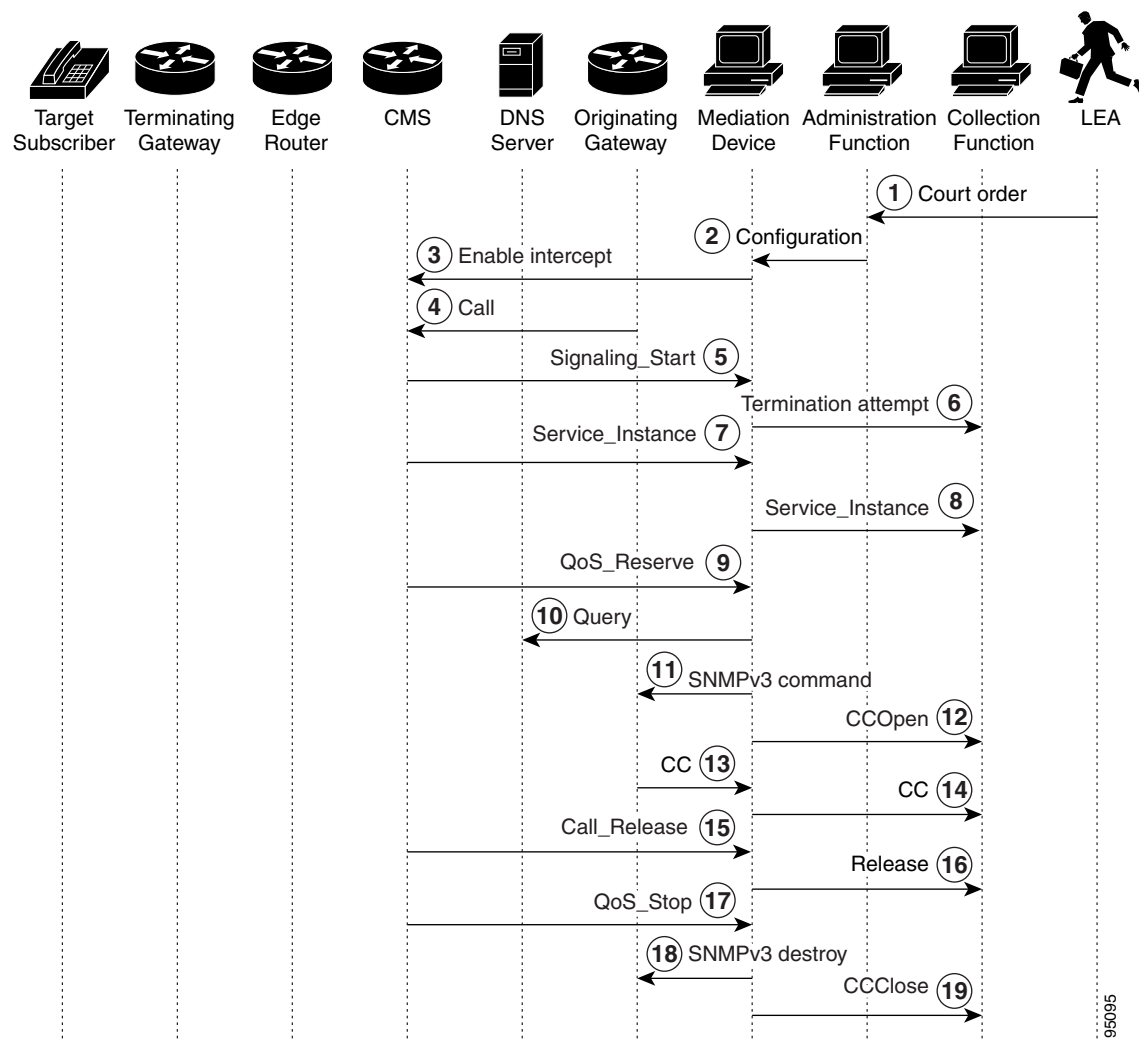 Target Subscriber
Terminating Gateway
Edge Router
CMS
DNS Server
Originating Gateway
Mediation Device
Administration Function
Collection Function
LEA
1 Court order
2 Configuration
3 Enable intercept
4 Call
Signaling_Start 5
Termination attempt 6
Service_Instance 7
Service_Instance 8
QoS_Reserve 9
10 Query
11 SNMPv3 command
CCOpen 12
CC 13
CC 14
Call_Release 15
Release 16
QoS_Stop 17
18 SNMPv3 destroy
CCClose 19
95095